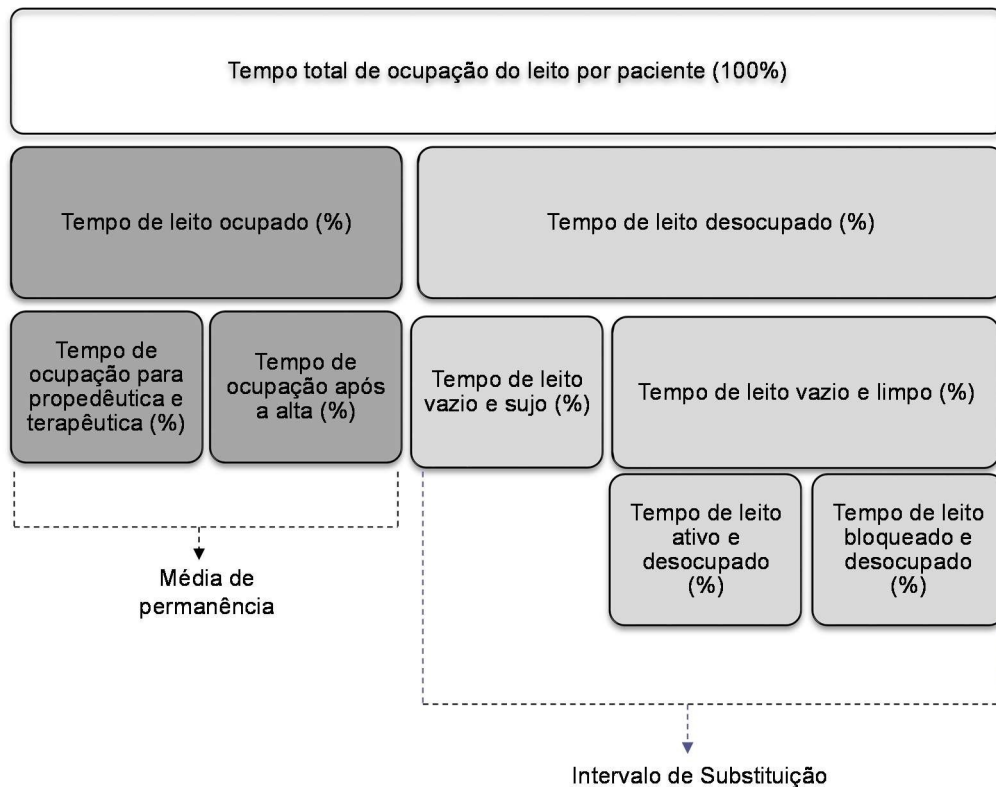 Tempo total de ocupação do leito por paciente (100%)
Tempo de leito ocupado (%)
Tempo de leito desocupado (%)
Tempo de
ocupação para
propedêutica e
terapêutica (%)
Tempo de
ocupação após
a alta (%)
Tempo de leito
vazio e sujo (%)
Tempo de leito vazio e limpo (%)
Tempo de leito
ativo e
desocupado
(%)
Tempo de leito
bloqueado e
desocupado
(%)
Média de
permanência
Intervalo de Substituição